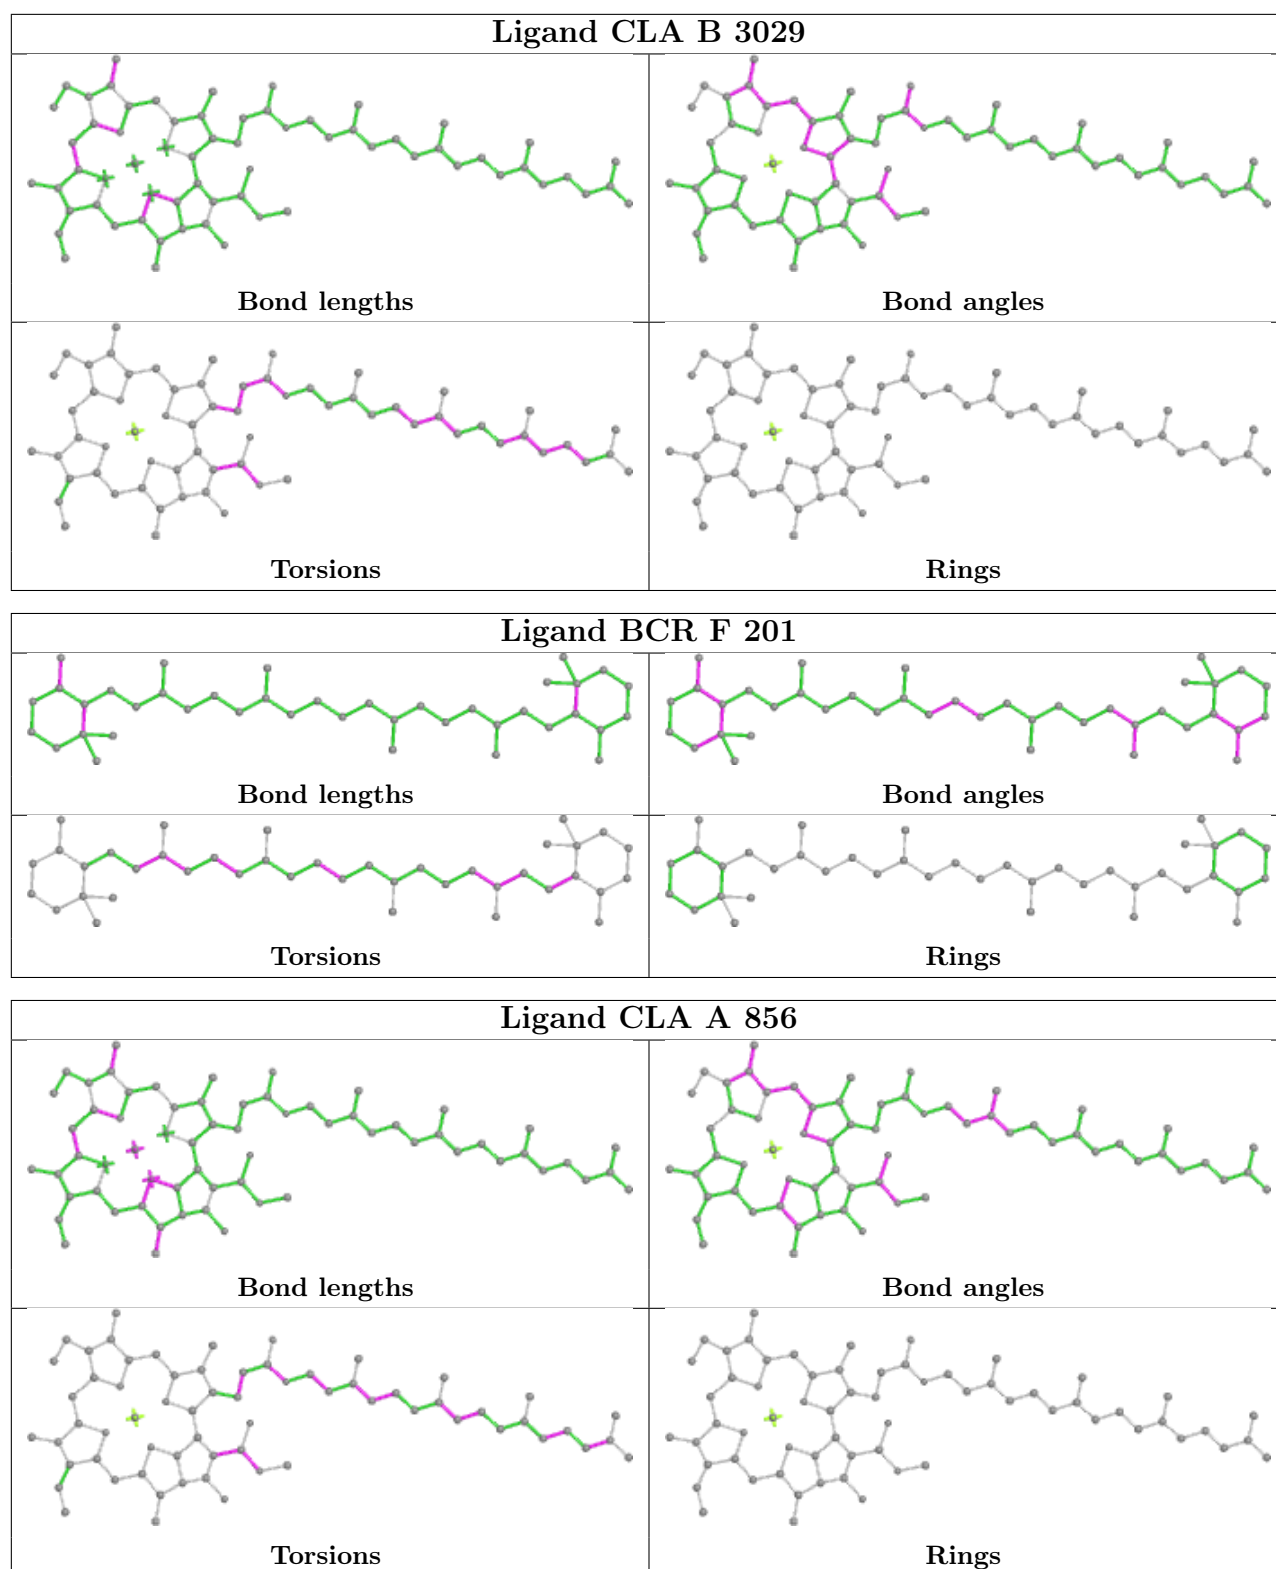 Ligand CLA B 3029
Bond lengths
Bond angles
Torsions
Rings
Ligand BCR F 201
Bond lengths
Bond angles
Torsions
Rings
Ligand CLA A 856
Bond lengths
Bond angles
Torsions
Rings